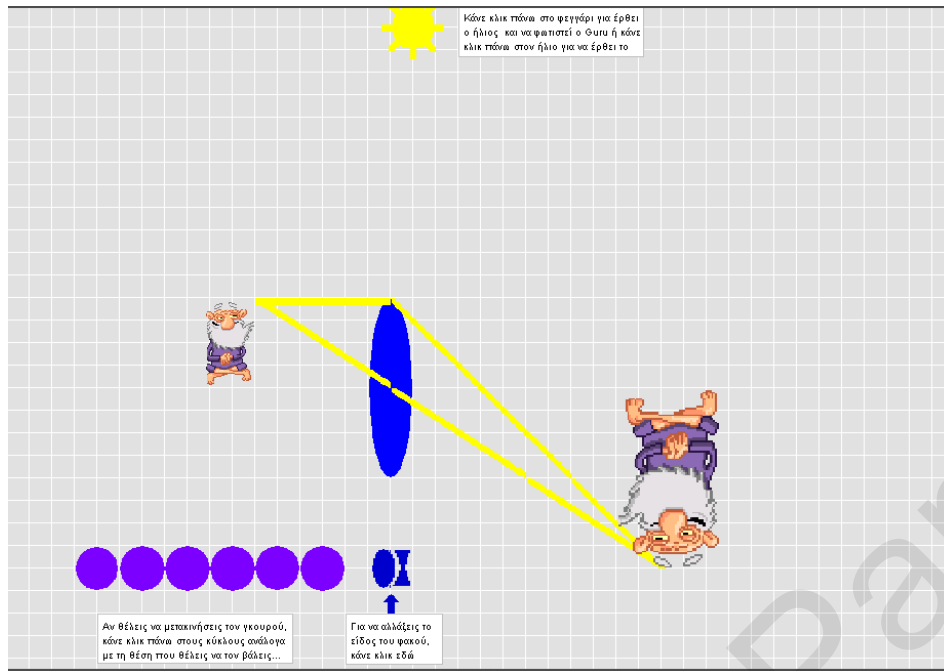 Κάνε κλικ πάνω στο φεγγάρι για έρθει
ο ήλιος και να φωτιστεί ο Guru ή κάνε
κλικ πάνω στον ήλιο για να έρθει το
Αν θέλεις να μετακινήσεις τον γκουρού,
κάνε κλικ πάνω στους κύκλους ανάλογα
με τη θέση που θέλεις να τον βάλεις...
Για να αλλάξεις το
είδος του φακού,
κάνε κλικ εδώ